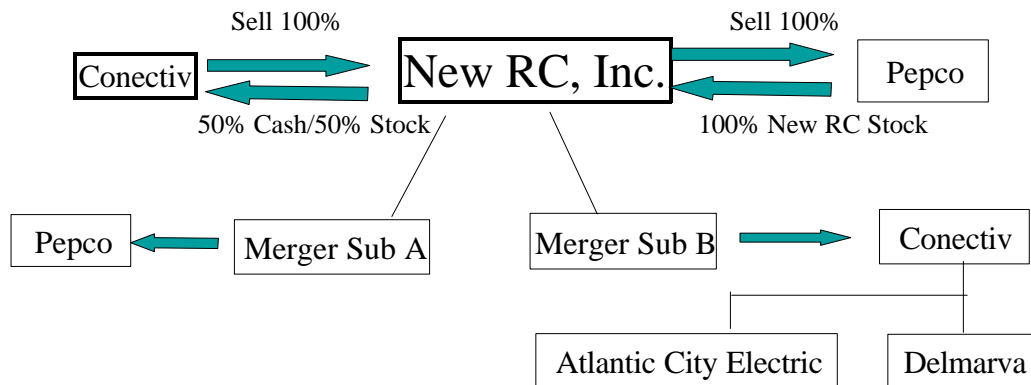 Sell 100%
Sell 100%
Conectiv
New RC, Inc.
Pepco
50% Cash/50% Stock
100% New RC Stock
Pepco
Merger Sub A
Merger Sub B
Conectiv
Atlantic City Electric
Delmarva